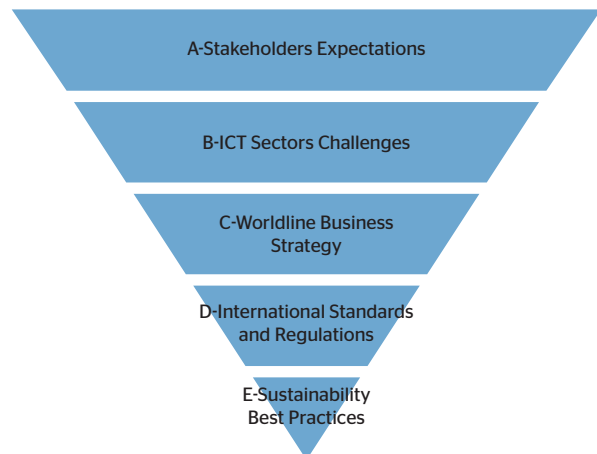 A-Stakeholders Expectations
B-ICT Sectors Challenges
C-Worldline Business
Strategy
D-International Standards
and Regulations
E-Sustainability
Best Practices